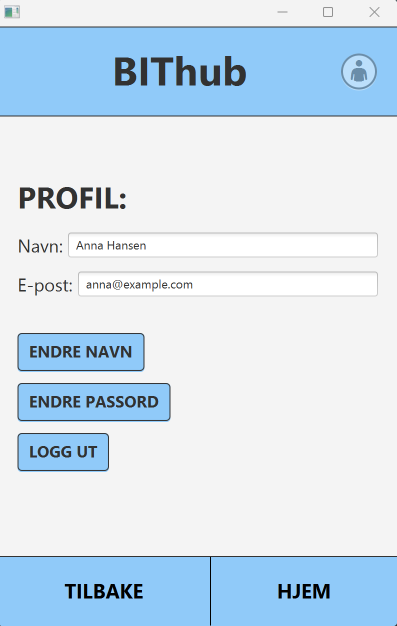 BIThub
PROFIL:
Navn: Anna Hansen
E-post: anna@example.com
ENDRE NAVN
ENDRE PASSORD
LOGG UT
TILBAKE HJEM